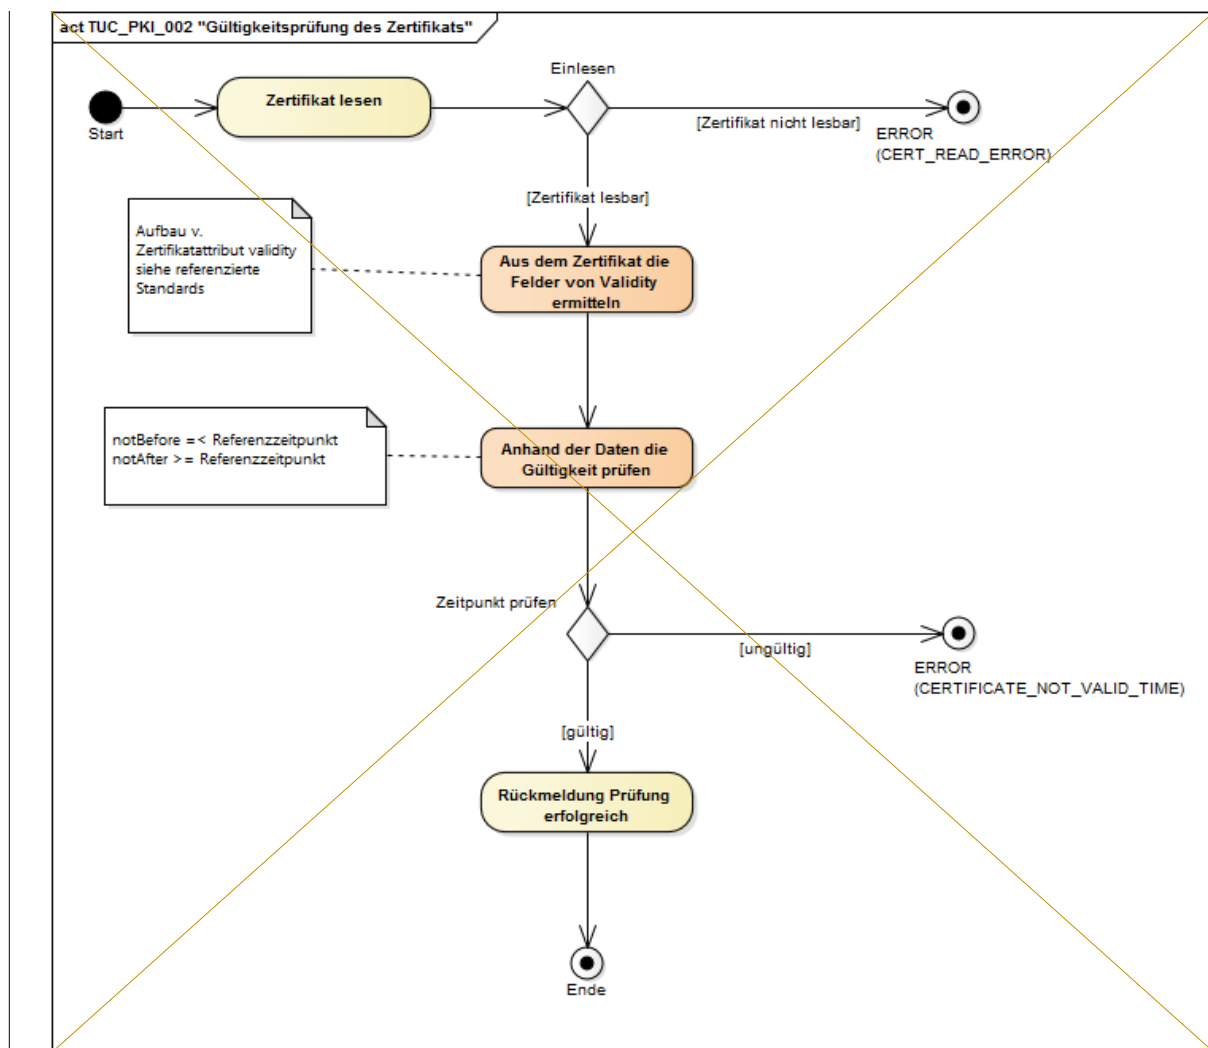 act TUC_PKI_002 "Gültigkeitsprüfung des Zertifikats"
Einlesen
Zertifikat lesen
Start
[Zertifikat nicht lesbar]
ERROR
(CERT_READ_ERROR)
[Zertifikat lesbar]
Aufbau v.
Zertifikatattribut validity
siehe referenzierte
Standards
Aus dem Zertifikat die
Felder von Validity
ermitteln
notBefore =< Referenzzeitpunkt
notAfter >= Referenzzeitpunkt
Anhand der Daten die
Gültigkeit prüfen
Zeitpunkt prüfen
[ungültig]
ERROR
(CERTIFICATE_NOT_VALID_TIME)
[gültig]
Rückmeldung Prüfung
erfolgreich
Ende